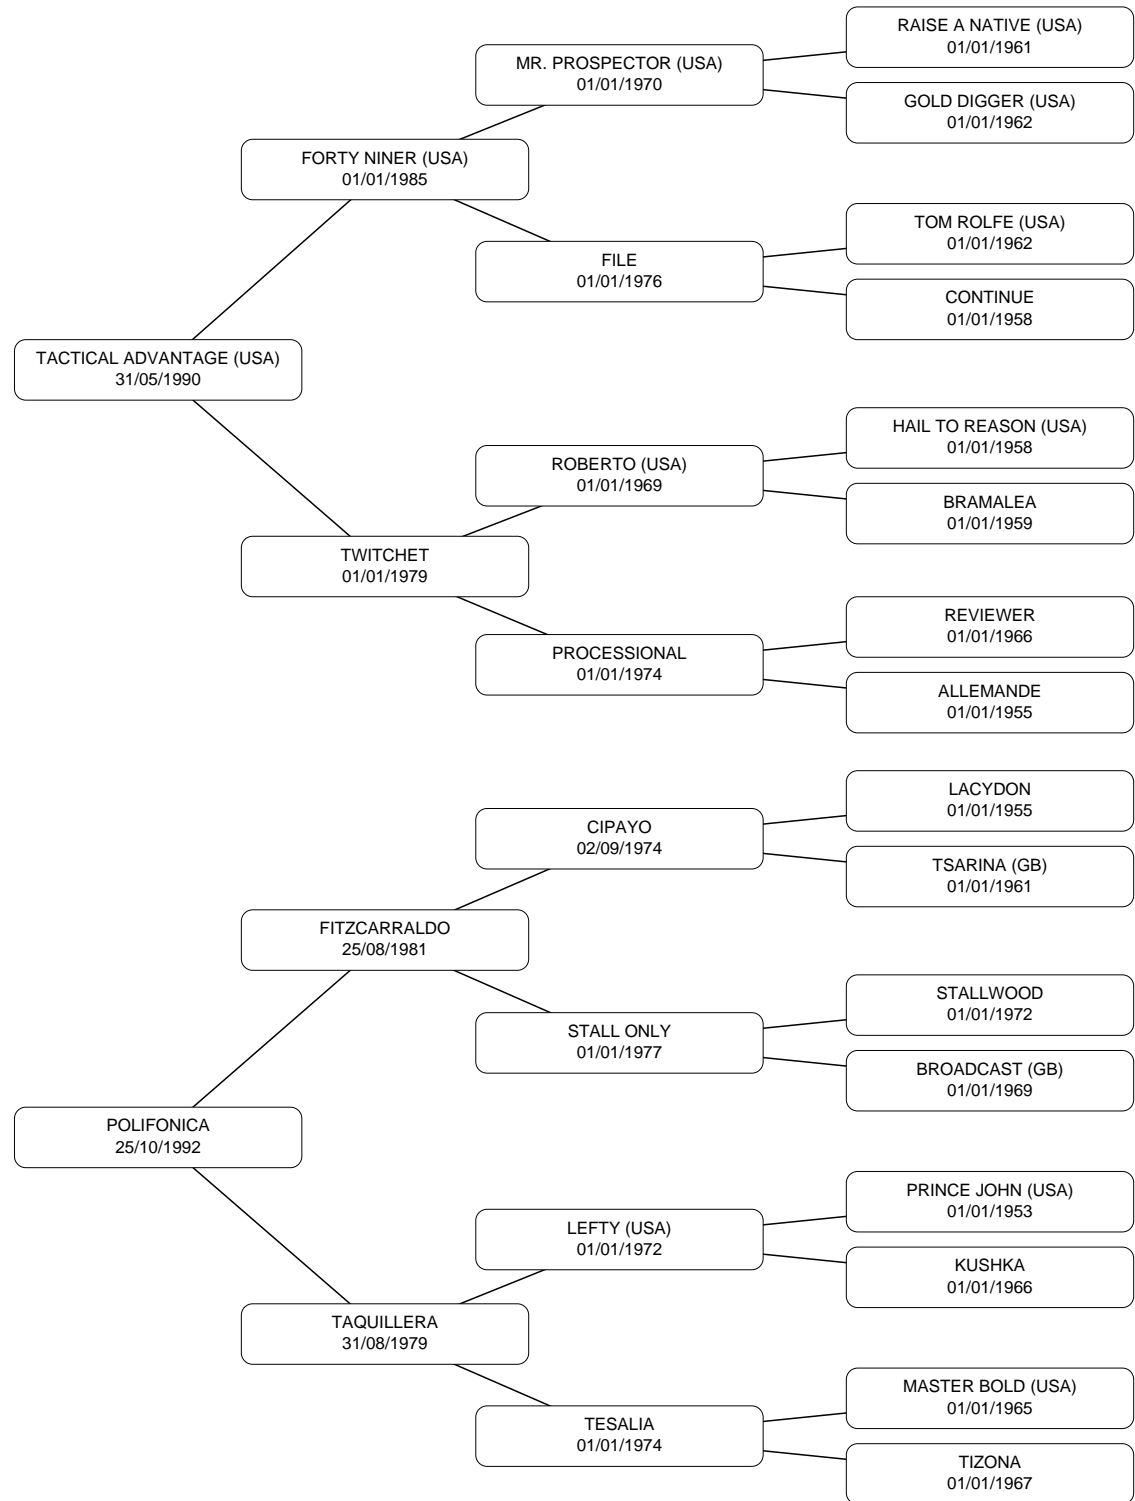 RAISE A NATIVE (USA)
01/01/1961
MR. PROSPECTOR (USA)
01/01/1970
GOLD DIGGER (USA)
01/01/1962
FORTY NINER (USA)
01/01/1985
TOM ROLFE (USA)
01/01/1962
FILE
01/01/1976
CONTINUE
01/01/1958
TACTICAL ADVANTAGE (USA)
31/05/1990
HAIL TO REASON (USA)
01/01/1958
ROBERTO (USA)
01/01/1969
BRAMALEA
01/01/1959
TWITCHET
01/01/1979
REVIEWER
01/01/1966
PROCESSIONAL
01/01/1974
ALLEMANDE
01/01/1955
LACYDON
01/01/1955
CIPAYO
02/09/1974
TSARINA (GB)
01/01/1961
FITZCARRALDO
25/08/1981
STALLWOOD
01/01/1972
STALL ONLY
01/01/1977
BROADCAST (GB)
01/01/1969
POLIFONICA
25/10/1992
PRINCE JOHN (USA)
01/01/1953
LEFTY (USA)
01/01/1972
KUSHKA
01/01/1966
TAQUILLERA
31/08/1979
MASTER BOLD (USA)
01/01/1965
TESALIA
01/01/1974
TIZONA
01/01/1967